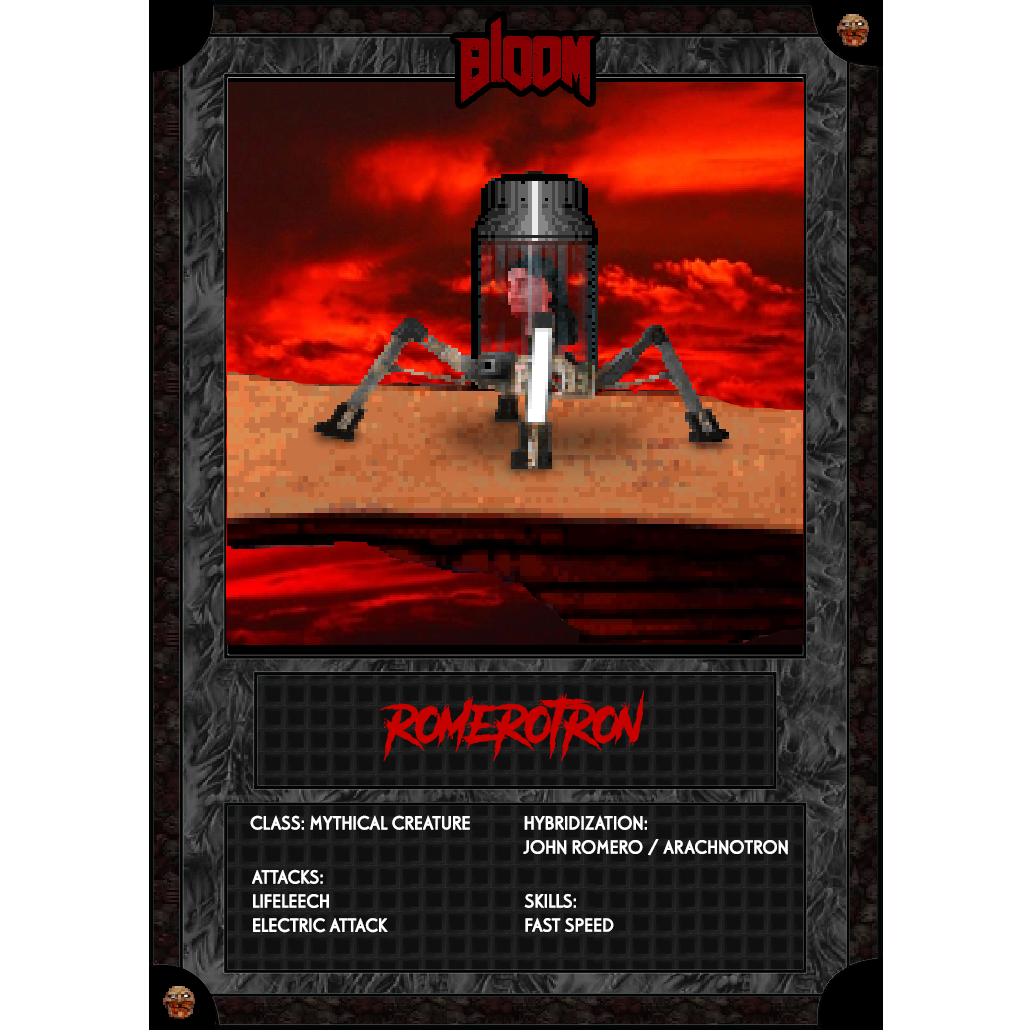 BLOOM
ROMEROTRON
CLASS: MYTHICAL CREATURE
HYBRIDIZATION:
JOHN ROMERO / ARACHNOTRON
ATTACKS:
LIFELEECH
ELECTRIC ATTACK
SKILLS:
FAST SPEED